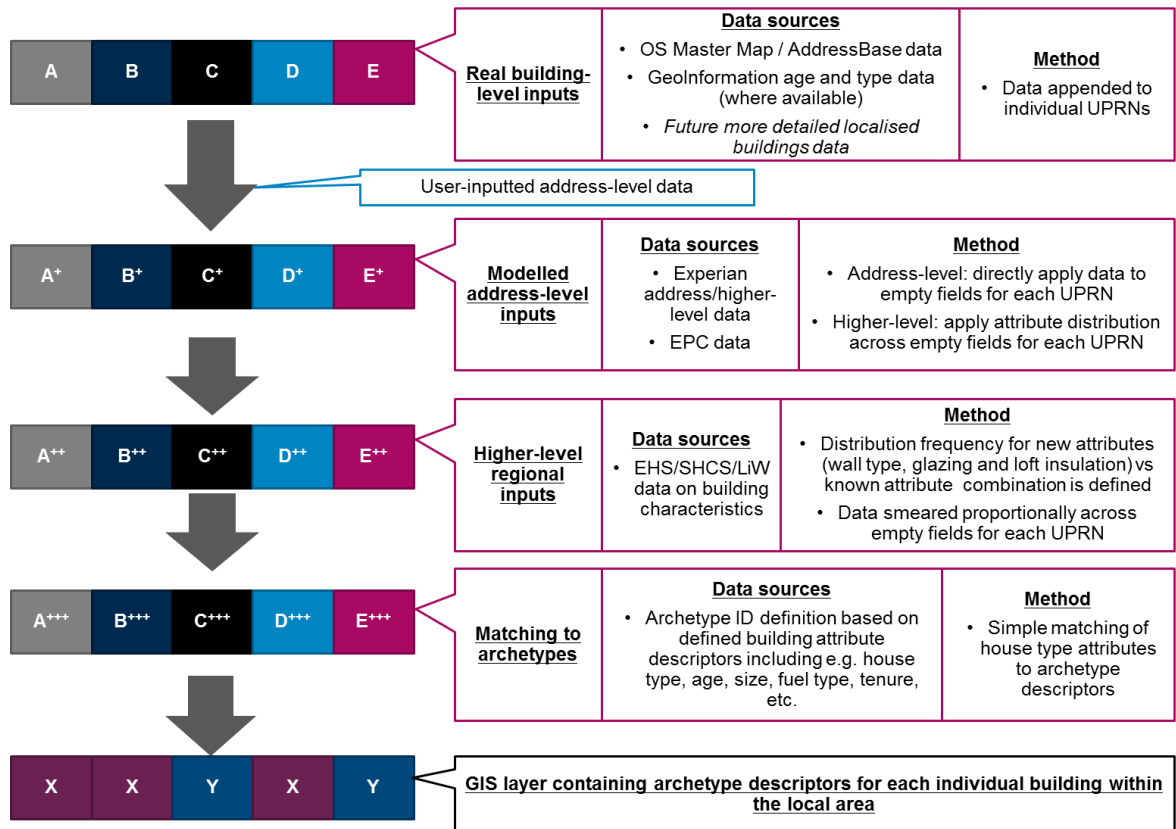 A B C D E
Real building-
level inputs
Data sources
• OS Master Map / AddressBase data
• GeoInformation age and type data
(where available)
• Future more detailed localised
buildings data
Method
• Data appended to
individual UPRNs
User-inputted address-level data
A⁺ B⁺ C⁺ D⁺ E⁺
Modelled
address-level
inputs
Data sources
• Experian
address/higher-
level data
• EPC data
Method
• Address-level: directly apply data to
empty fields for each UPRN
• Higher-level: apply attribute distribution
across empty fields for each UPRN
A⁺⁺ B⁺⁺ C⁺⁺ D⁺⁺ E⁺⁺
Higher-level
regional
inputs
Data sources
• EHS/SHCS/LiW
data on building
characteristics
Method
• Distribution frequency for new attributes
(wall type, glazing and loft insulation) vs
known attribute combination is defined
• Data smeared proportionally across
empty fields for each UPRN
A⁺⁺⁺ B⁺⁺⁺ C⁺⁺⁺ D⁺⁺⁺ E⁺⁺⁺
Matching to
archetypes
Data sources
• Archetype ID definition based on
defined building attribute
descriptors including e.g. house
type, age, size, fuel type, tenure,
etc.
Method
• Simple matching of
house type attributes
to archetype
descriptors
X X Y X Y
GIS layer containing archetype descriptors for each individual building within
the local area